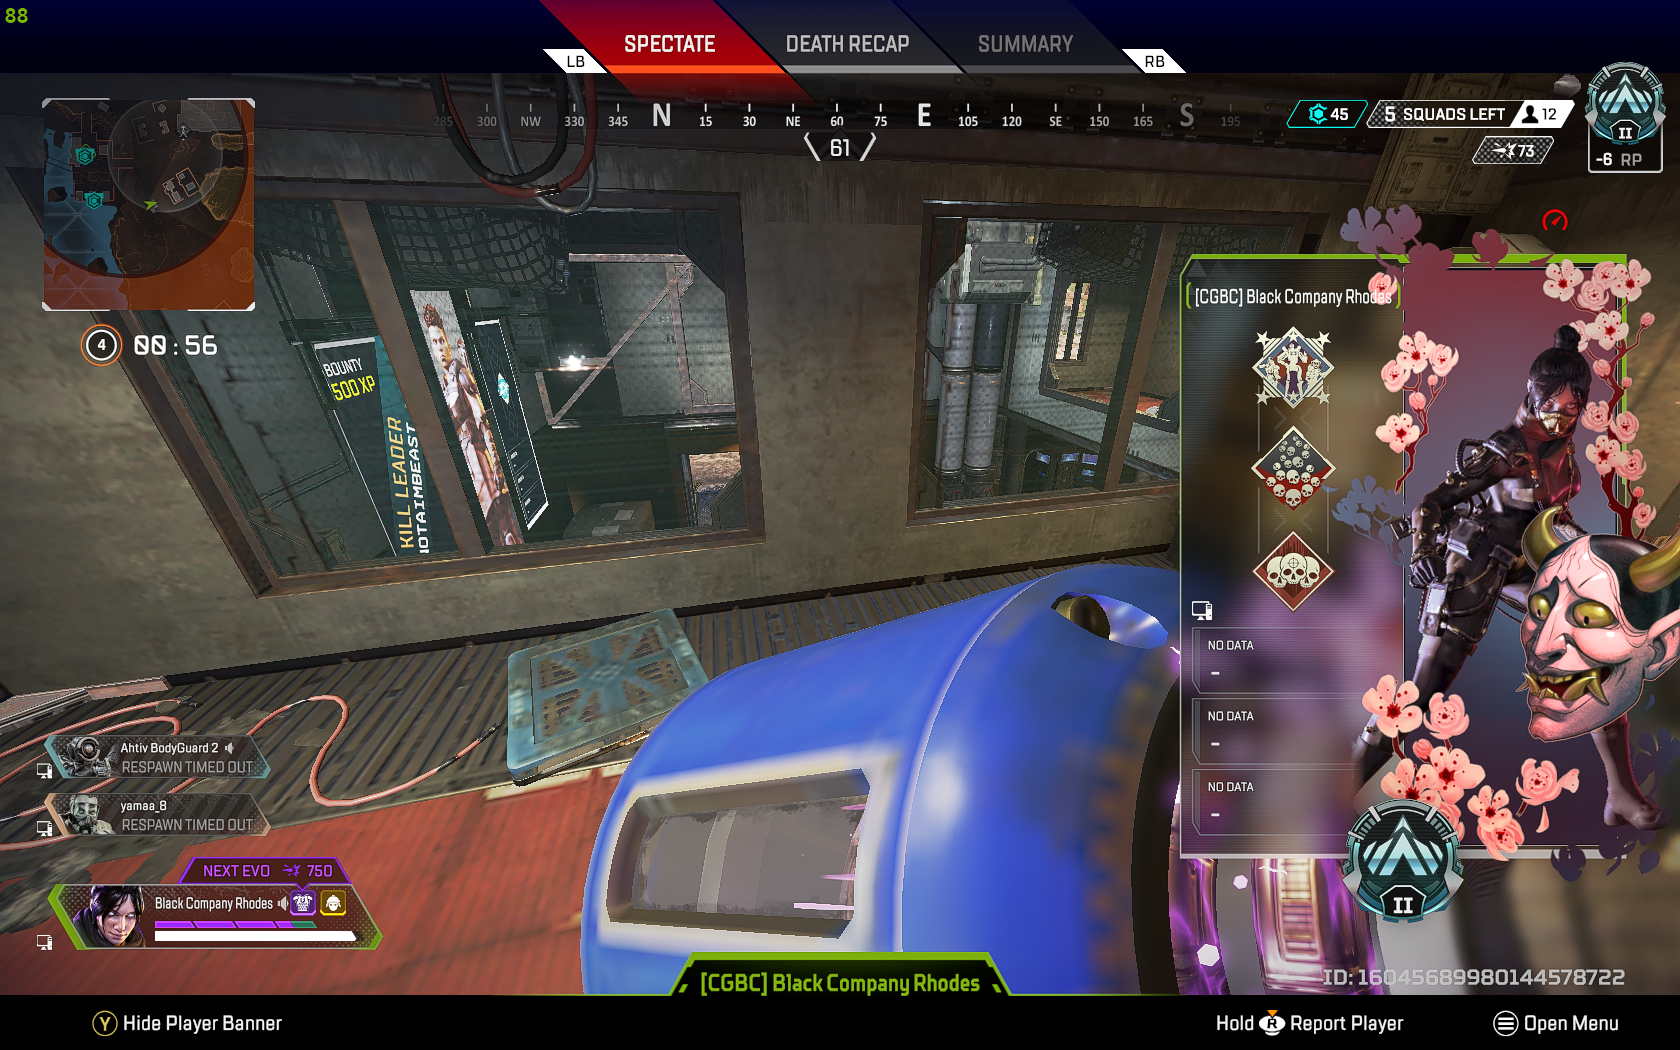 88
SPECTATE
DEATH RECAP
SUMMARY
LB
RB
285 300 NW 330 345 N 15 30 NE 60 75 E 105 120 SE 150 165 S 195
61
45
5 SQUADS LEFT
12
73
II
-6 RP
4
00:56
BOUNTY
500 XP
KILL LEADER
[CGBC] Black Company Rhodes
NO DATA
-
NO DATA
-
NO DATA
-
II
Ahtiv BodyGuard 2
RESPAWN TIMED OUT
yamaa_8
RESPAWN TIMED OUT
NEXT EVO 750
Black Company Rhodes
[CGBC] Black Company Rhodes
ID: 16045689980144578722
Y Hide Player Banner
Hold R Report Player
Open Menu